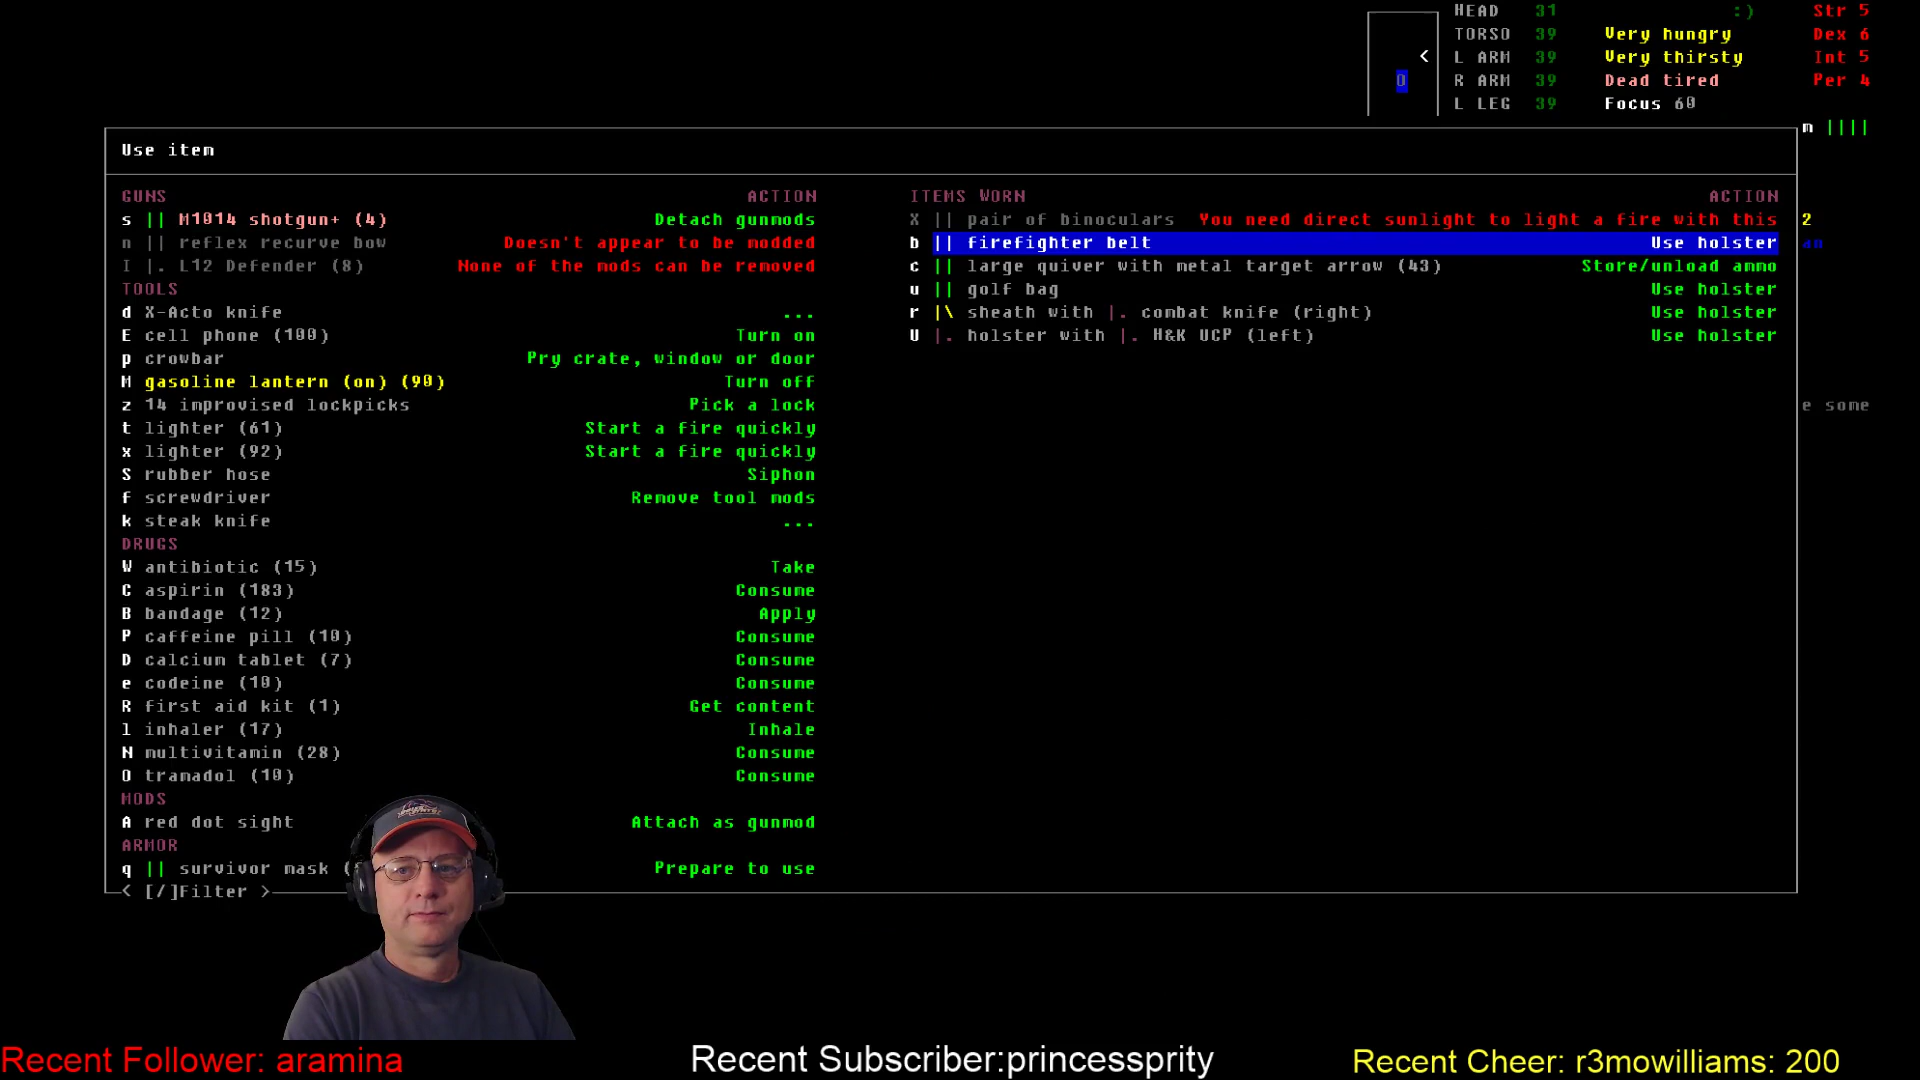 HEAD 31 :) Str 5
TORSO 39 Very hungry Dex 6
L ARM 39 Very thirsty Int 5
R ARM 39 Dead tired Per 4
L LEG 39 Focus 60
<
O
m ||||
Use item
GUNS ACTION
s || M1014 shotgun+ (4) Detach gunmods
n || reflex recurve bow Doesn't appear to be modded
I |. L12 Defender (8) None of the mods can be removed
TOOLS
d X-Acto knife ...
E cell phone (100) Turn on
p crowbar Pry crate, window or door
M gasoline lantern (on) (90) Turn off
z 14 improvised lockpicks Pick a lock
t lighter (61) Start a fire quickly
x lighter (92) Start a fire quickly
S rubber hose Siphon
f screwdriver Remove tool mods
k steak knife ...
DRUGS
W antibiotic (15) Take
C aspirin (183) Consume
B bandage (12) Apply
P caffeine pill (10) Consume
D calcium tablet (7) Consume
e codeine (10) Consume
R first aid kit (1) Get content
l inhaler (17) Inhale
N multivitamin (28) Consume
O tramadol (10) Consume
MODS
A red dot sight Attach as gunmod
ARMOR
q || survivor mask ( Prepare to use
< [/]Filter >
ITEMS WORN ACTION
X || pair of binoculars You need direct sunlight to light a fire with this
b || firefighter belt Use holster
c || large quiver with metal target arrow (43) Store/unload ammo
u || golf bag Use holster
r |\ sheath with |. combat knife (right) Use holster
U |. holster with |. H&K UCP (left) Use holster
2
an
e some
Recent Follower: aramina
Recent Subscriber:princessprity
Recent Cheer: r3mowilliams: 200